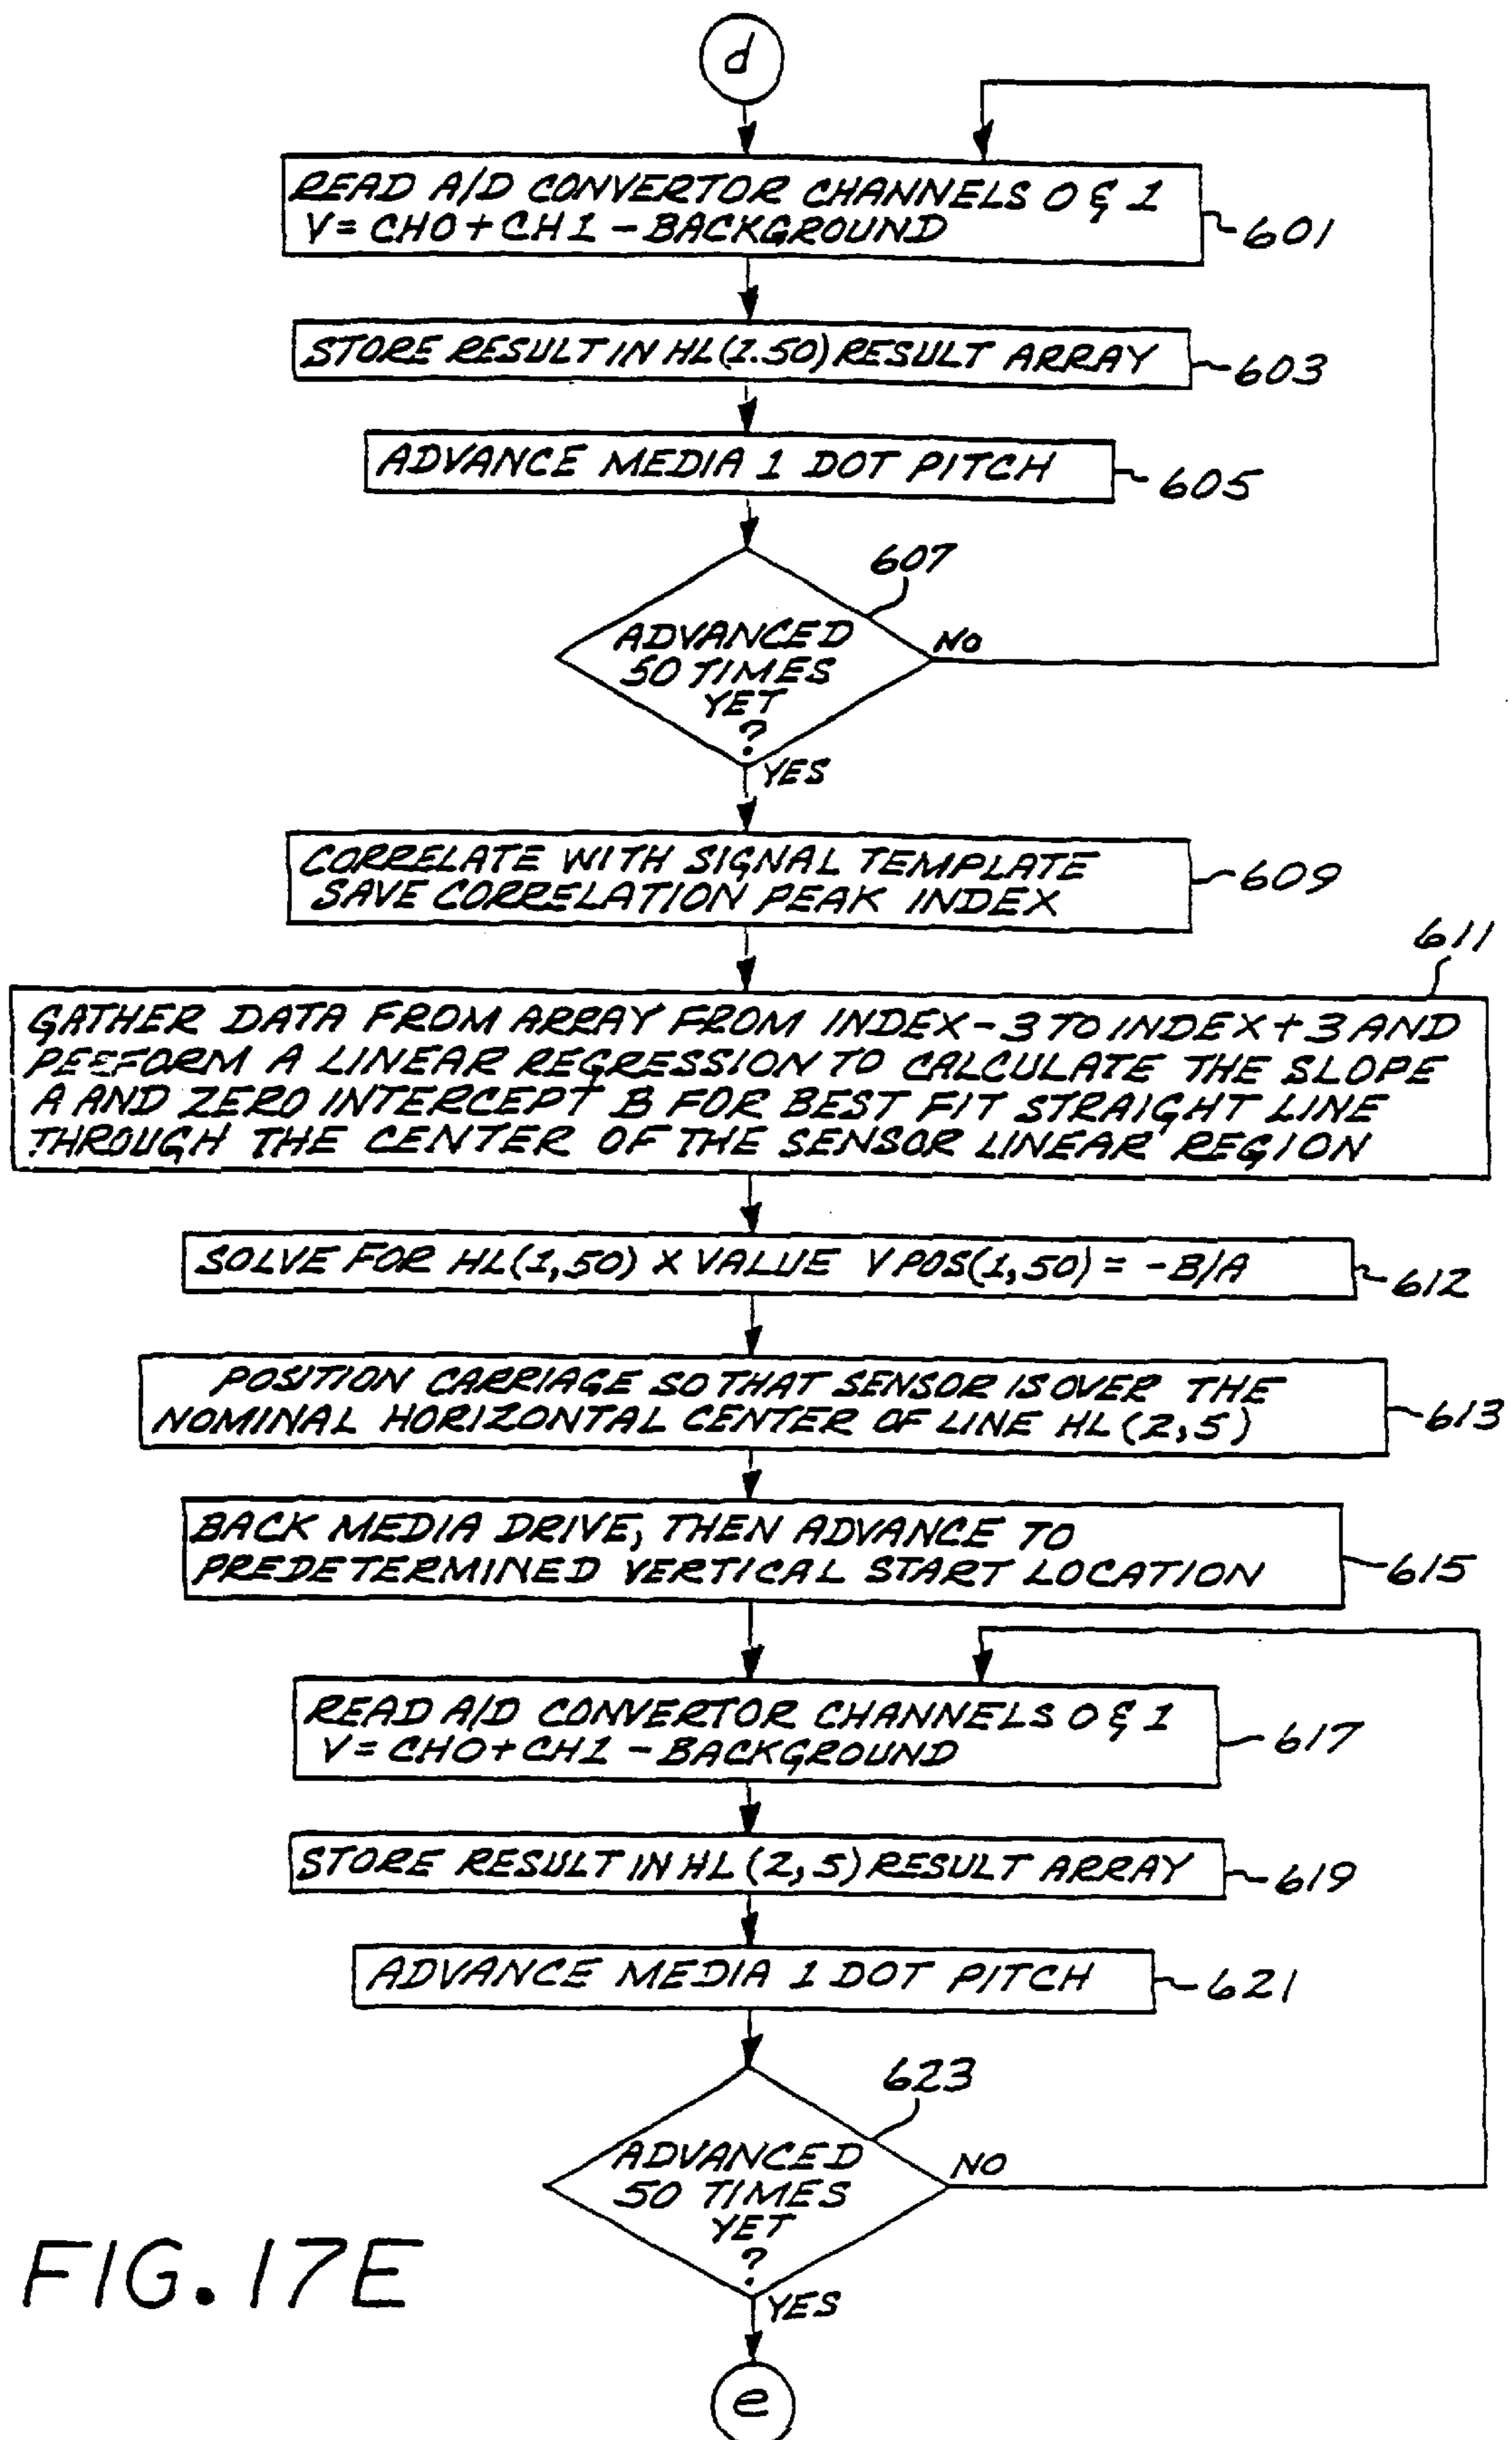 d
READ A/D CONVERTOR CHANNELS 0 & 1
V = CH0 + CH1 - BACKGROUND
601
STORE RESULT IN HL(1.50) RESULT ARRAY
603
ADVANCE MEDIA 1 DOT PITCH
605
607
ADVANCED
50 TIMES
YET
?
NO
YES
CORRELATE WITH SIGNAL TEMPLATE
SAVE CORRELATION PEAK INDEX
609
611
GATHER DATA FROM ARRAY FROM INDEX-3 TO INDEX+3 AND
PERFORM A LINEAR REGRESSION TO CALCULATE THE SLOPE
A AND ZERO INTERCEPT B FOR BEST FIT STRAIGHT LINE
THROUGH THE CENTER OF THE SENSOR LINEAR REGION
SOLVE FOR HL(1,50) X VALUE VPOS(1,50) = -B/A
612
POSITION CARRIAGE SO THAT SENSOR IS OVER THE
NOMINAL HORIZONTAL CENTER OF LINE HL(2,5)
613
BACK MEDIA DRIVE, THEN ADVANCE TO
PREDETERMINED VERTICAL START LOCATION
615
READ A/D CONVERTOR CHANNELS 0 & 1
V = CH0 + CH1 - BACKGROUND
617
STORE RESULT IN HL(2,5) RESULT ARRAY
619
ADVANCE MEDIA 1 DOT PITCH
621
623
ADVANCED
50 TIMES
YET
?
NO
YES
FIG. 17E
e